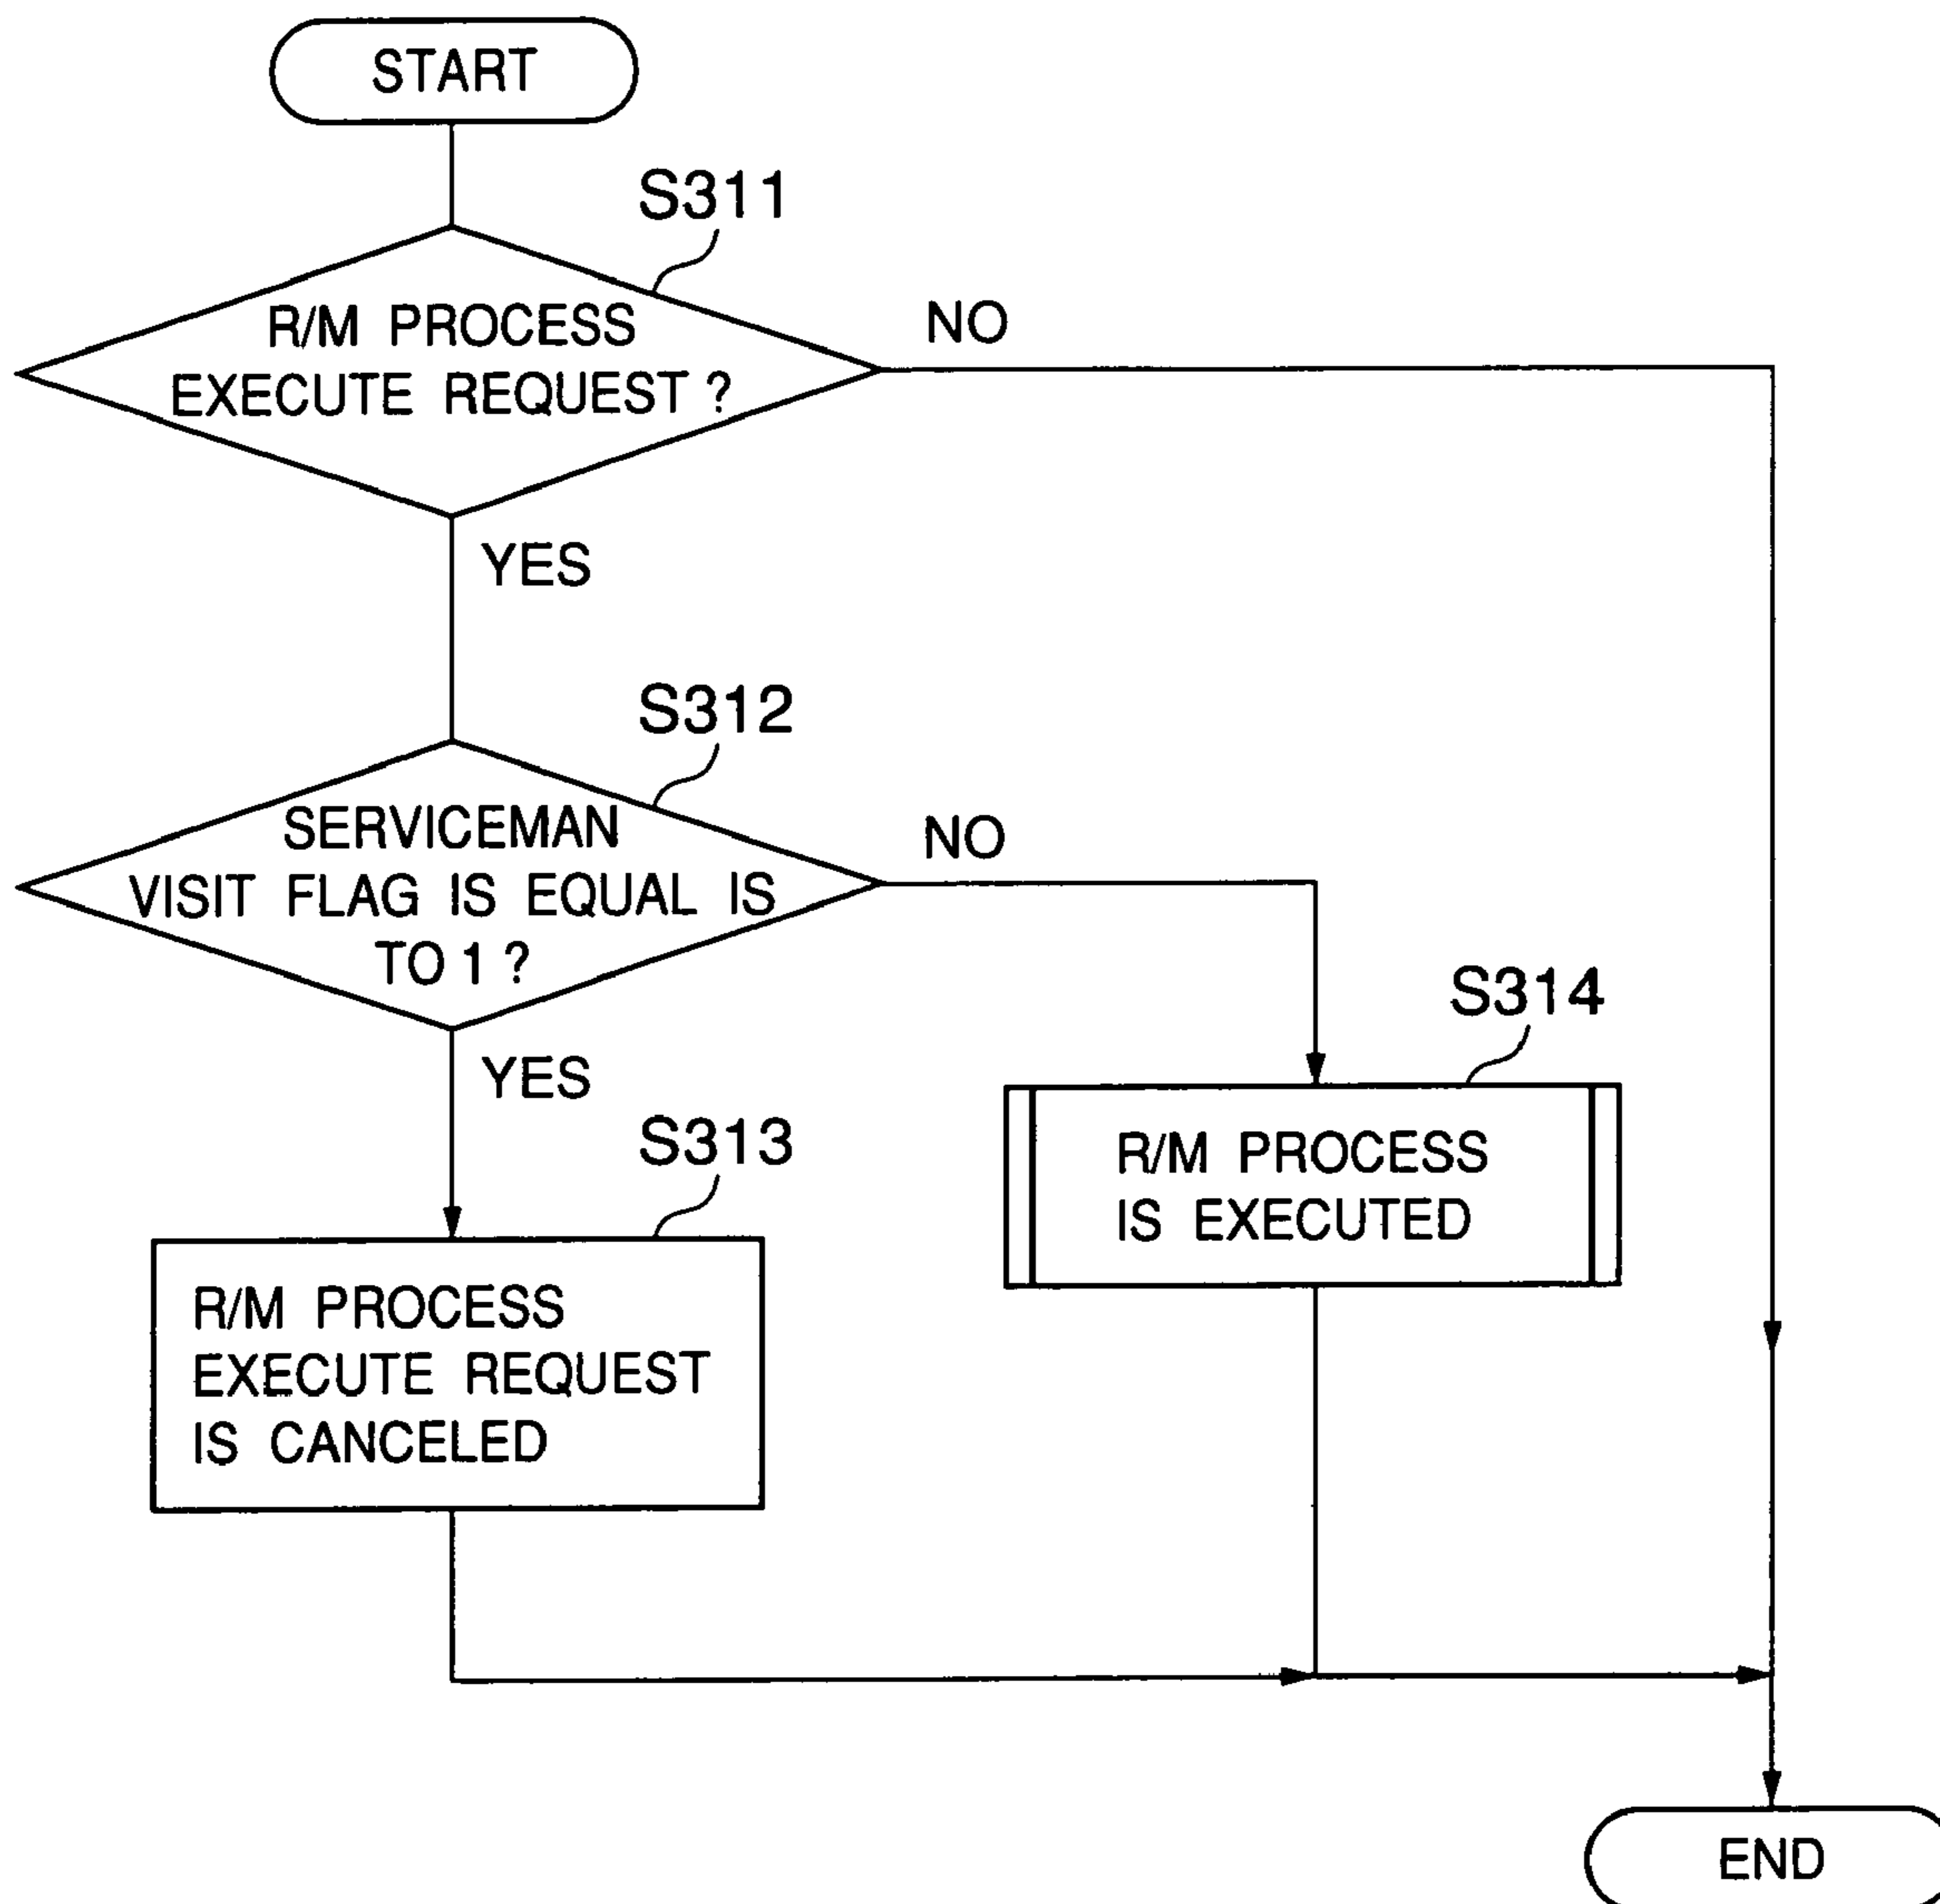 START
S311
R/M PROCESS
EXECUTE REQUEST ?
NO
YES
S312
SERVICEMAN
VISIT FLAG IS EQUAL IS
TO 1 ?
NO
YES
S314
R/M PROCESS
IS EXECUTED
S313
R/M PROCESS
EXECUTE REQUEST
IS CANCELED
END